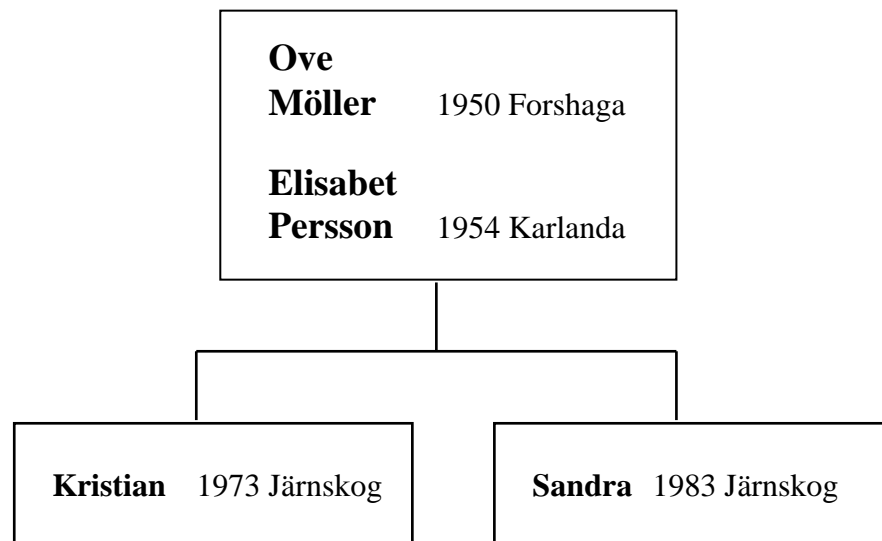 Ove
Möller 1950 Forshaga
Elisabet
Persson 1954 Karlanda
Kristian 1973 Järnskog
Sandra 1983 Järnskog